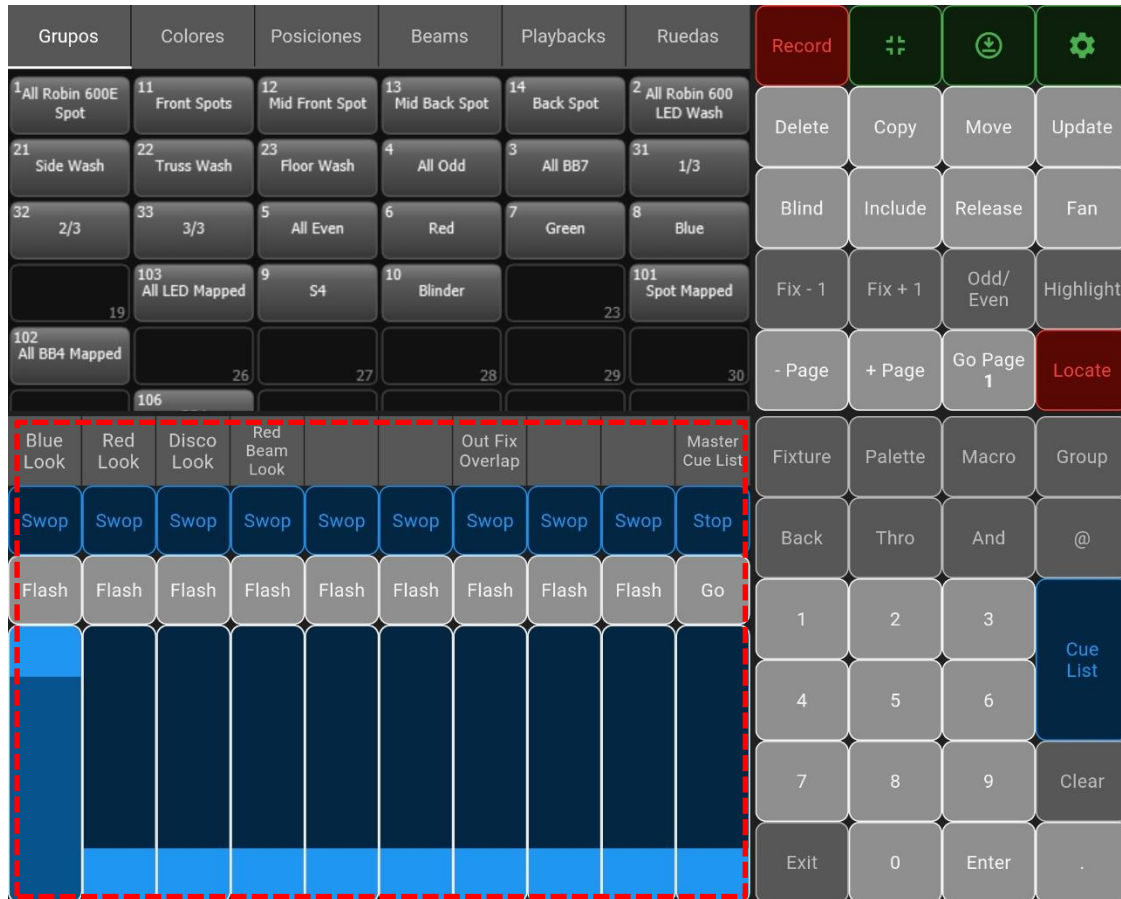 Grupos Colores Posiciones Beams Playbacks Ruedas
Record
1 All Robin 600E Spot
11 Front Spots
12 Mid Front Spot
13 Mid Back Spot
14 Back Spot
2 All Robin 600 LED Wash
Delete Copy Move Update
21 Side Wash
22 Truss Wash
23 Floor Wash
4 All Odd
3 All BB7
31 1/3
32 2/3
33 3/3
5 All Even
6 Red
7 Green
8 Blue
Blind Include Release Fan
19
103 All LED Mapped
9 S4
10 Blinder
23
101 Spot Mapped
Fix - 1 Fix + 1 Odd/ Even Highlight
102 All BB4 Mapped
26 27 28 29 30
106
- Page + Page Go Page 1 Locate
Blue Look
Red Look
Disco Look
Red Beam Look
Out Fix Overlap
Master Cue List
Fixture Palette Macro Group
Swop Swop Swop Swop Swop Swop Swop Swop Swop Stop
Back Thro And @
Flash Flash Flash Flash Flash Flash Flash Flash Flash Go
1 2 3
Cue List
4 5 6
7 8 9 Clear
Exit 0 Enter .